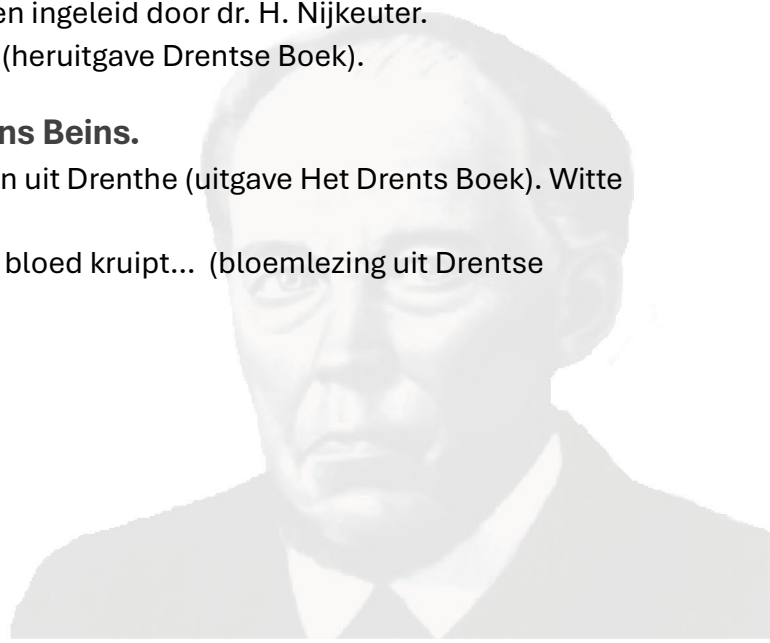 en ingeleid door dr. H. Nijkeuter.
(heruitgave Drentse Boek).
ns Beins.
n uit Drenthe (uitgave Het Drents Boek). Witte
bloed kruipt... (bloemlezing uit Drentse